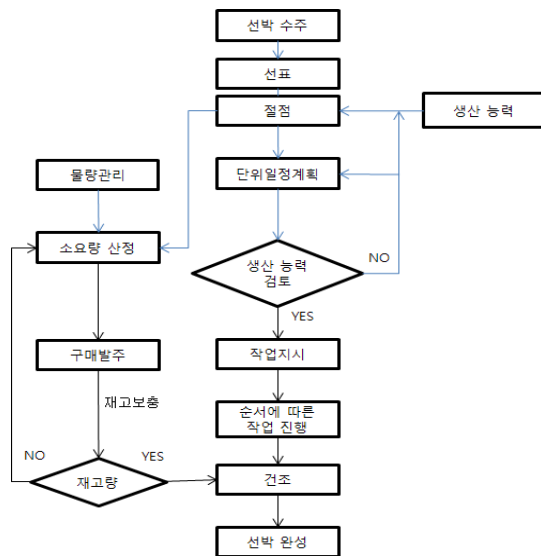 선박 수주
선표
절점
생산 능력
물량관리
단위일정계획
소요량 산정
생산 능력
검토
NO
YES
구매발주
작업지시
재고보충
순서에 따른
작업 진행
NO
YES
재고량
건조
선박 완성